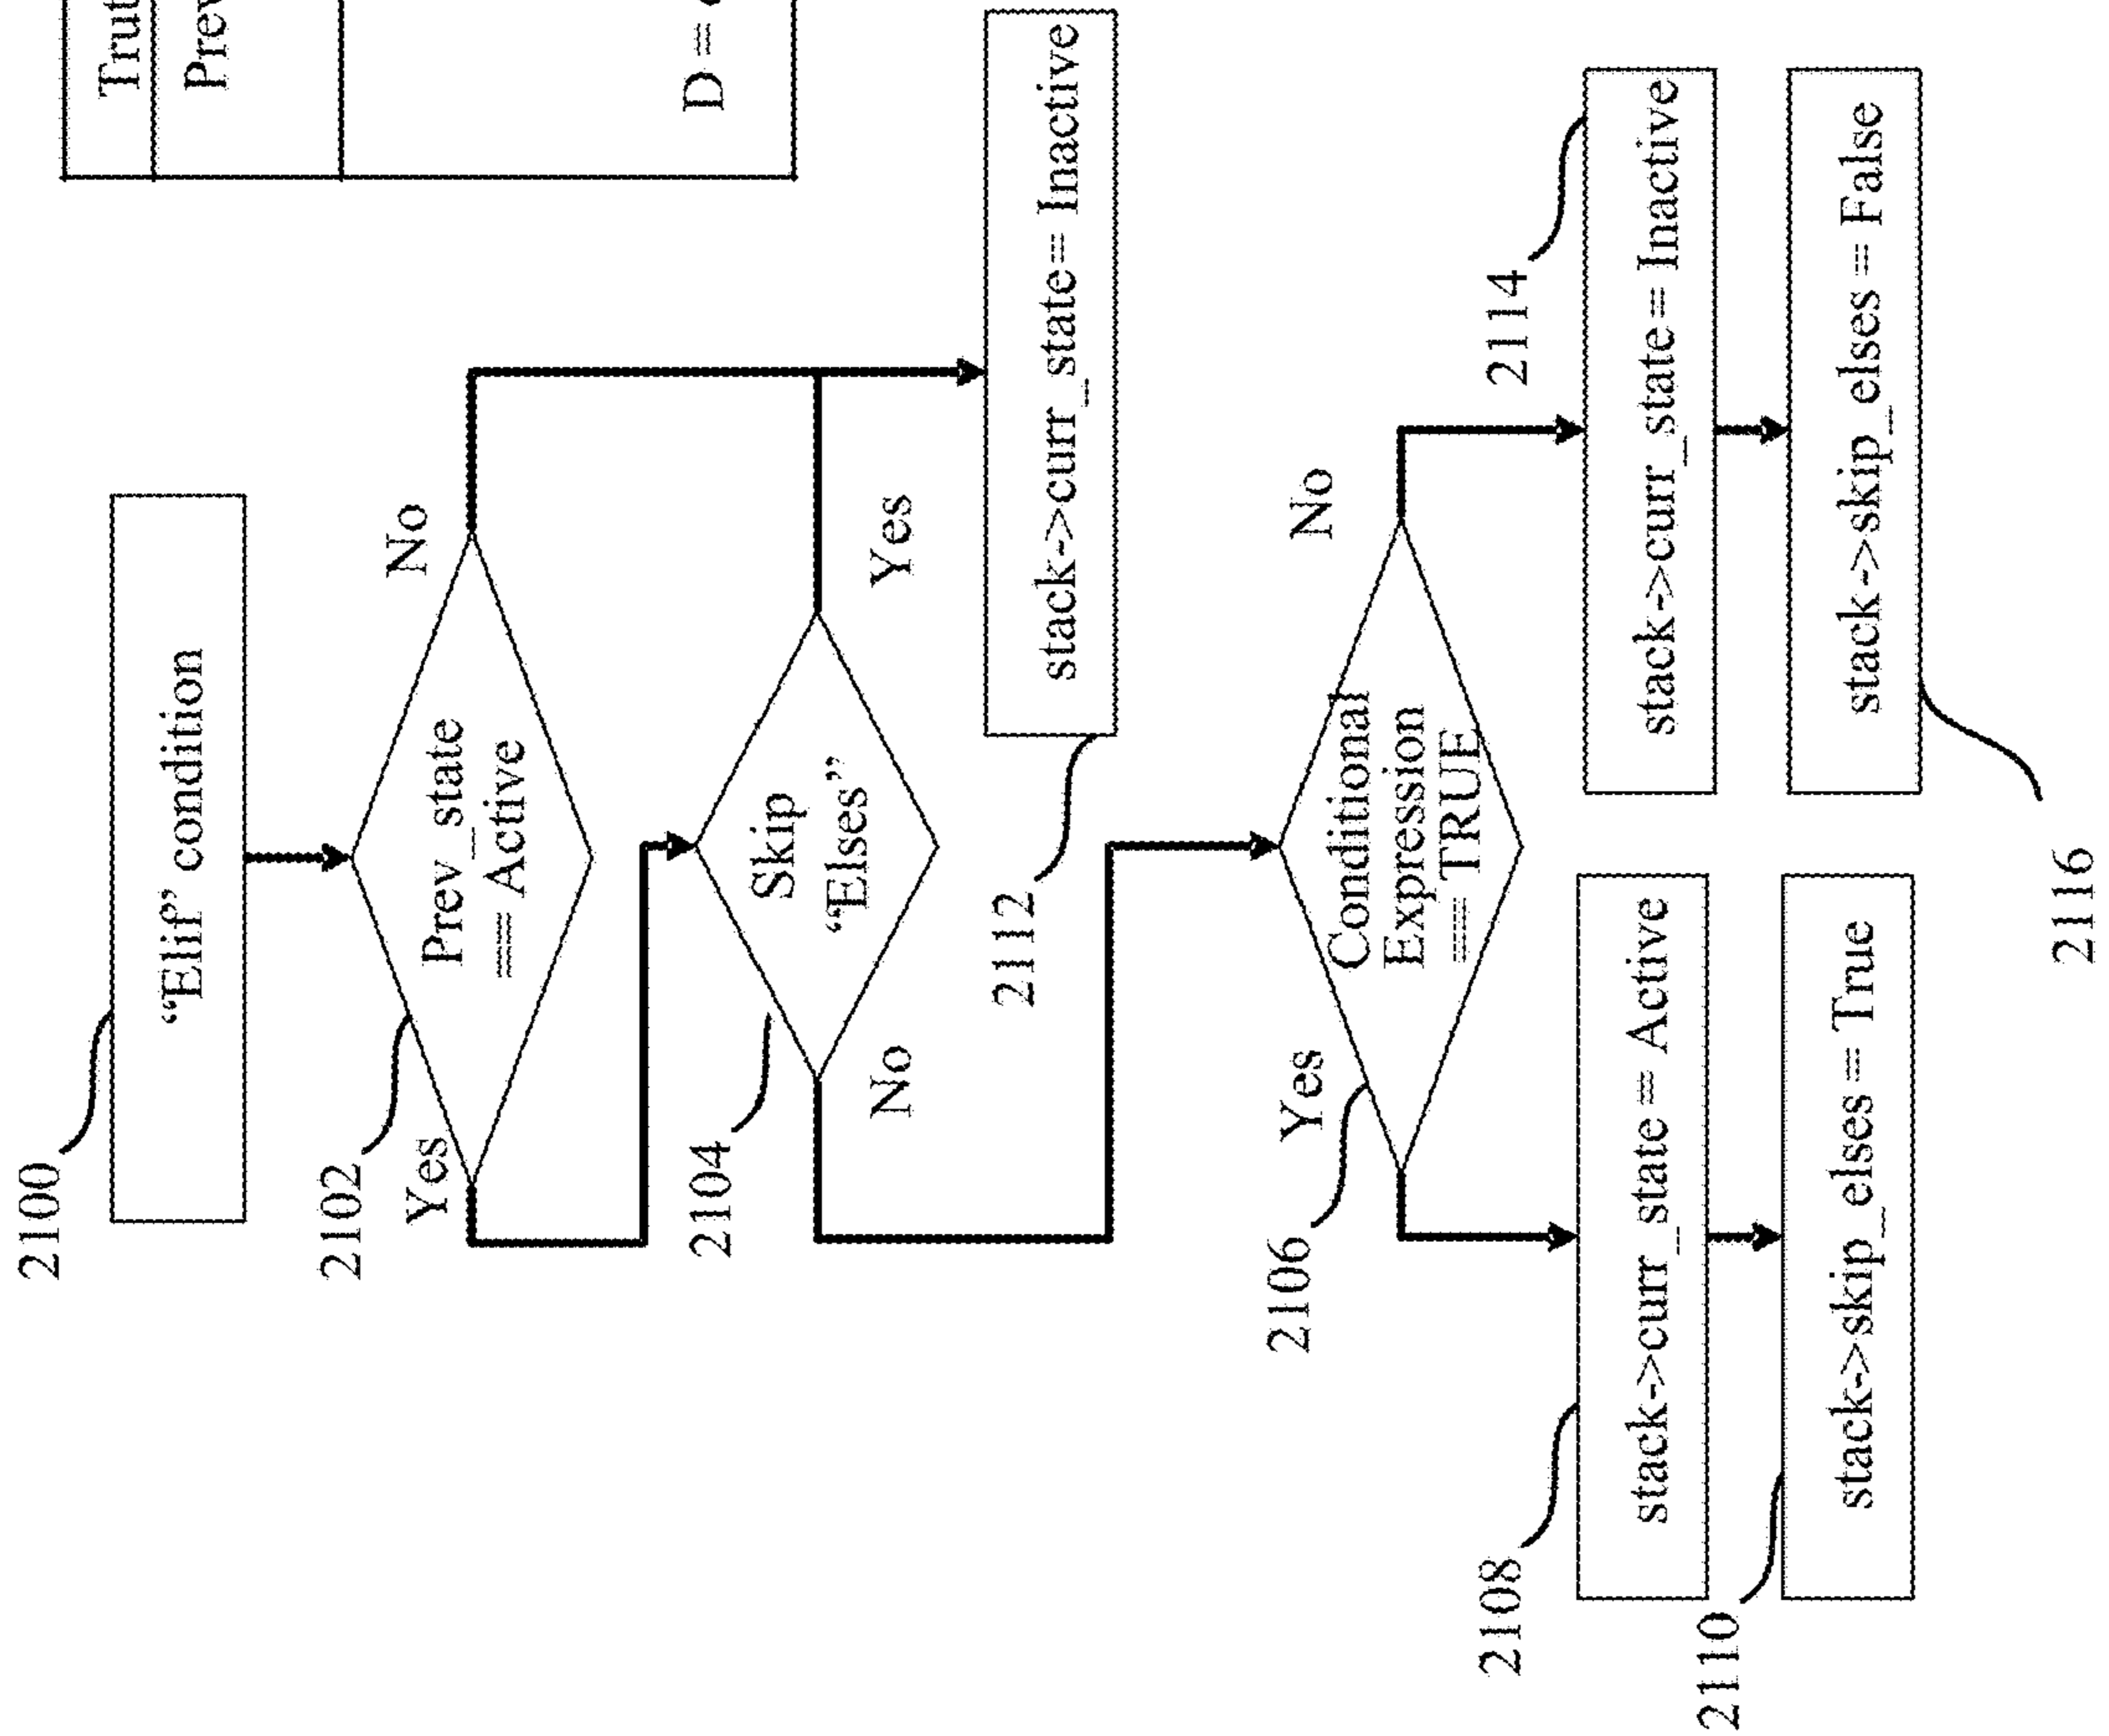 2100
"Elif" condition
Trut
Prev
2102
Yes
Prev_state
== Active
No
D =
2104
Skip
"Elses"
No
Yes
2112
stack->curr_state= Inactive
2106
Yes
Conditional
Expression
== TRUE
No
2108
stack->curr_state = Active
2114
stack->curr_state= Inactive
2110
stack->skip_elses = True
stack->skip_elses = False
2116